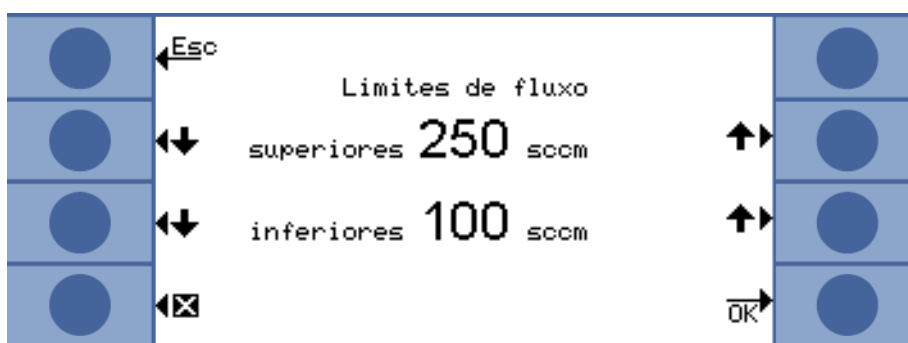 Esc
Limites de fluxo
superiores 250 sccm
inferiores 100 sccm
OK